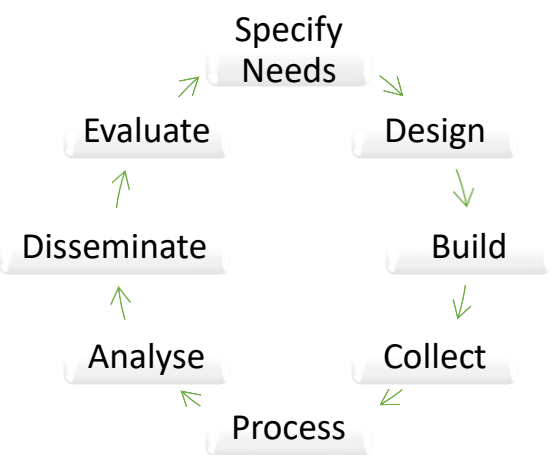 Specify
Needs
Design
Build
Collect
Process
Analyse
Disseminate
Evaluate